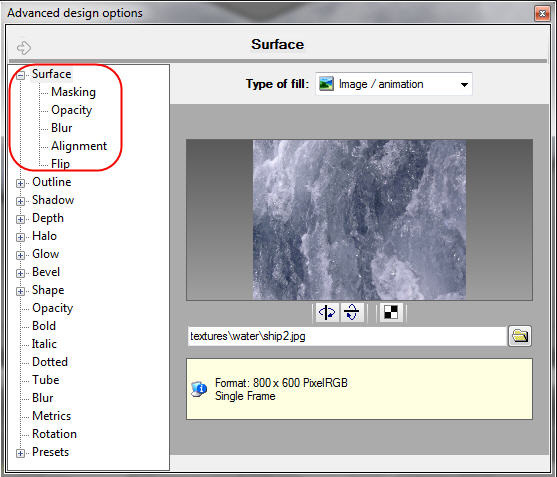 Advanced design options
Surface
Surface
Masking
Opacity
Blur
Alignment
Flip
Outline
Shadow
Depth
Halo
Glow
Bevel
Shape
Opacity
Bold
Italic
Dotted
Tube
Blur
Metrics
Rotation
Presets
Type of fill: Image / animation
textures\water\ship2.jpg
Format: 800 x 600 PixelRGB
Single Frame